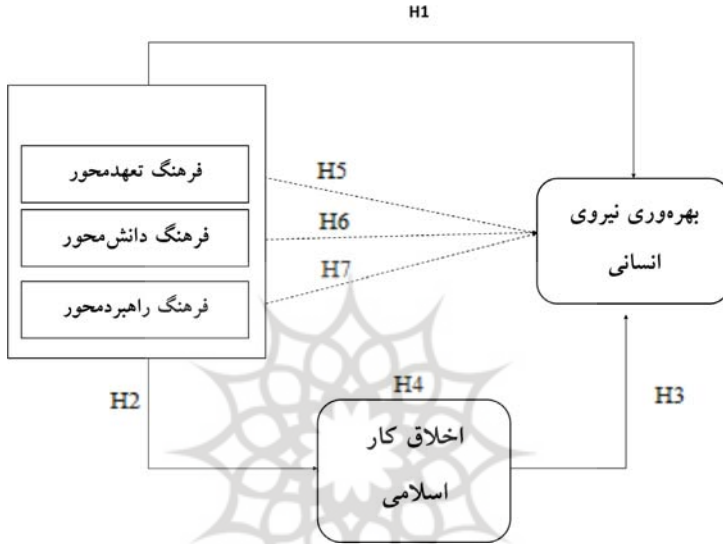 H1
فرهنگ تعهدمحور
H5
فرهنگ دانش‌محور
H6
بهره‌وری نیروی
انسانی
H7
فرهنگ راهبردمحور
H2
H4
H3
اخلاق کار
اسلامی